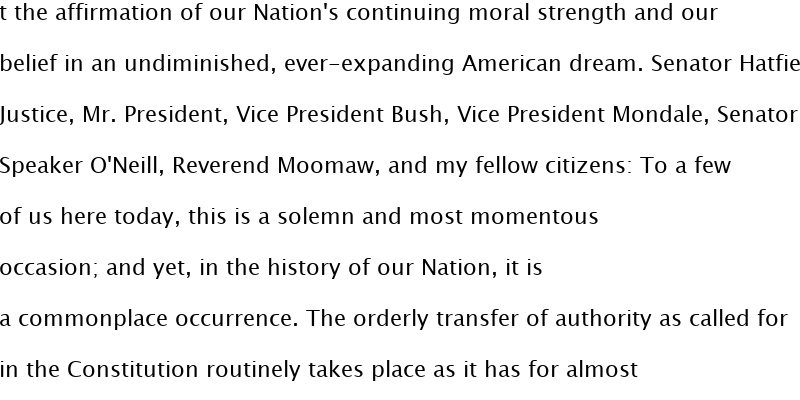 t the affirmation of our Nation's continuing moral strength and our
belief in an undiminished, ever-expanding American dream. Senator Hatfie
Justice, Mr. President, Vice President Bush, Vice President Mondale, Senator
Speaker O'Neill, Reverend Moomaw, and my fellow citizens: To a few
of us here today, this is a solemn and most momentous
occasion; and yet, in the history of our Nation, it is
a commonplace occurrence. The orderly transfer of authority as called for
in the Constitution routinely takes place as it has for almost